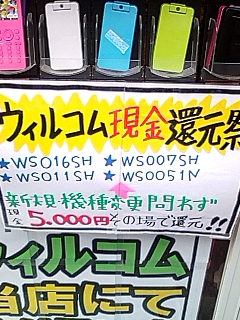 ウィルコム現金還元祭
★WS016SH ★WS007SH
★WS011SH ★WS005IN
新規・機種変更問わず
現金5.000円その場で還元!!
ウィルコム
当店にて